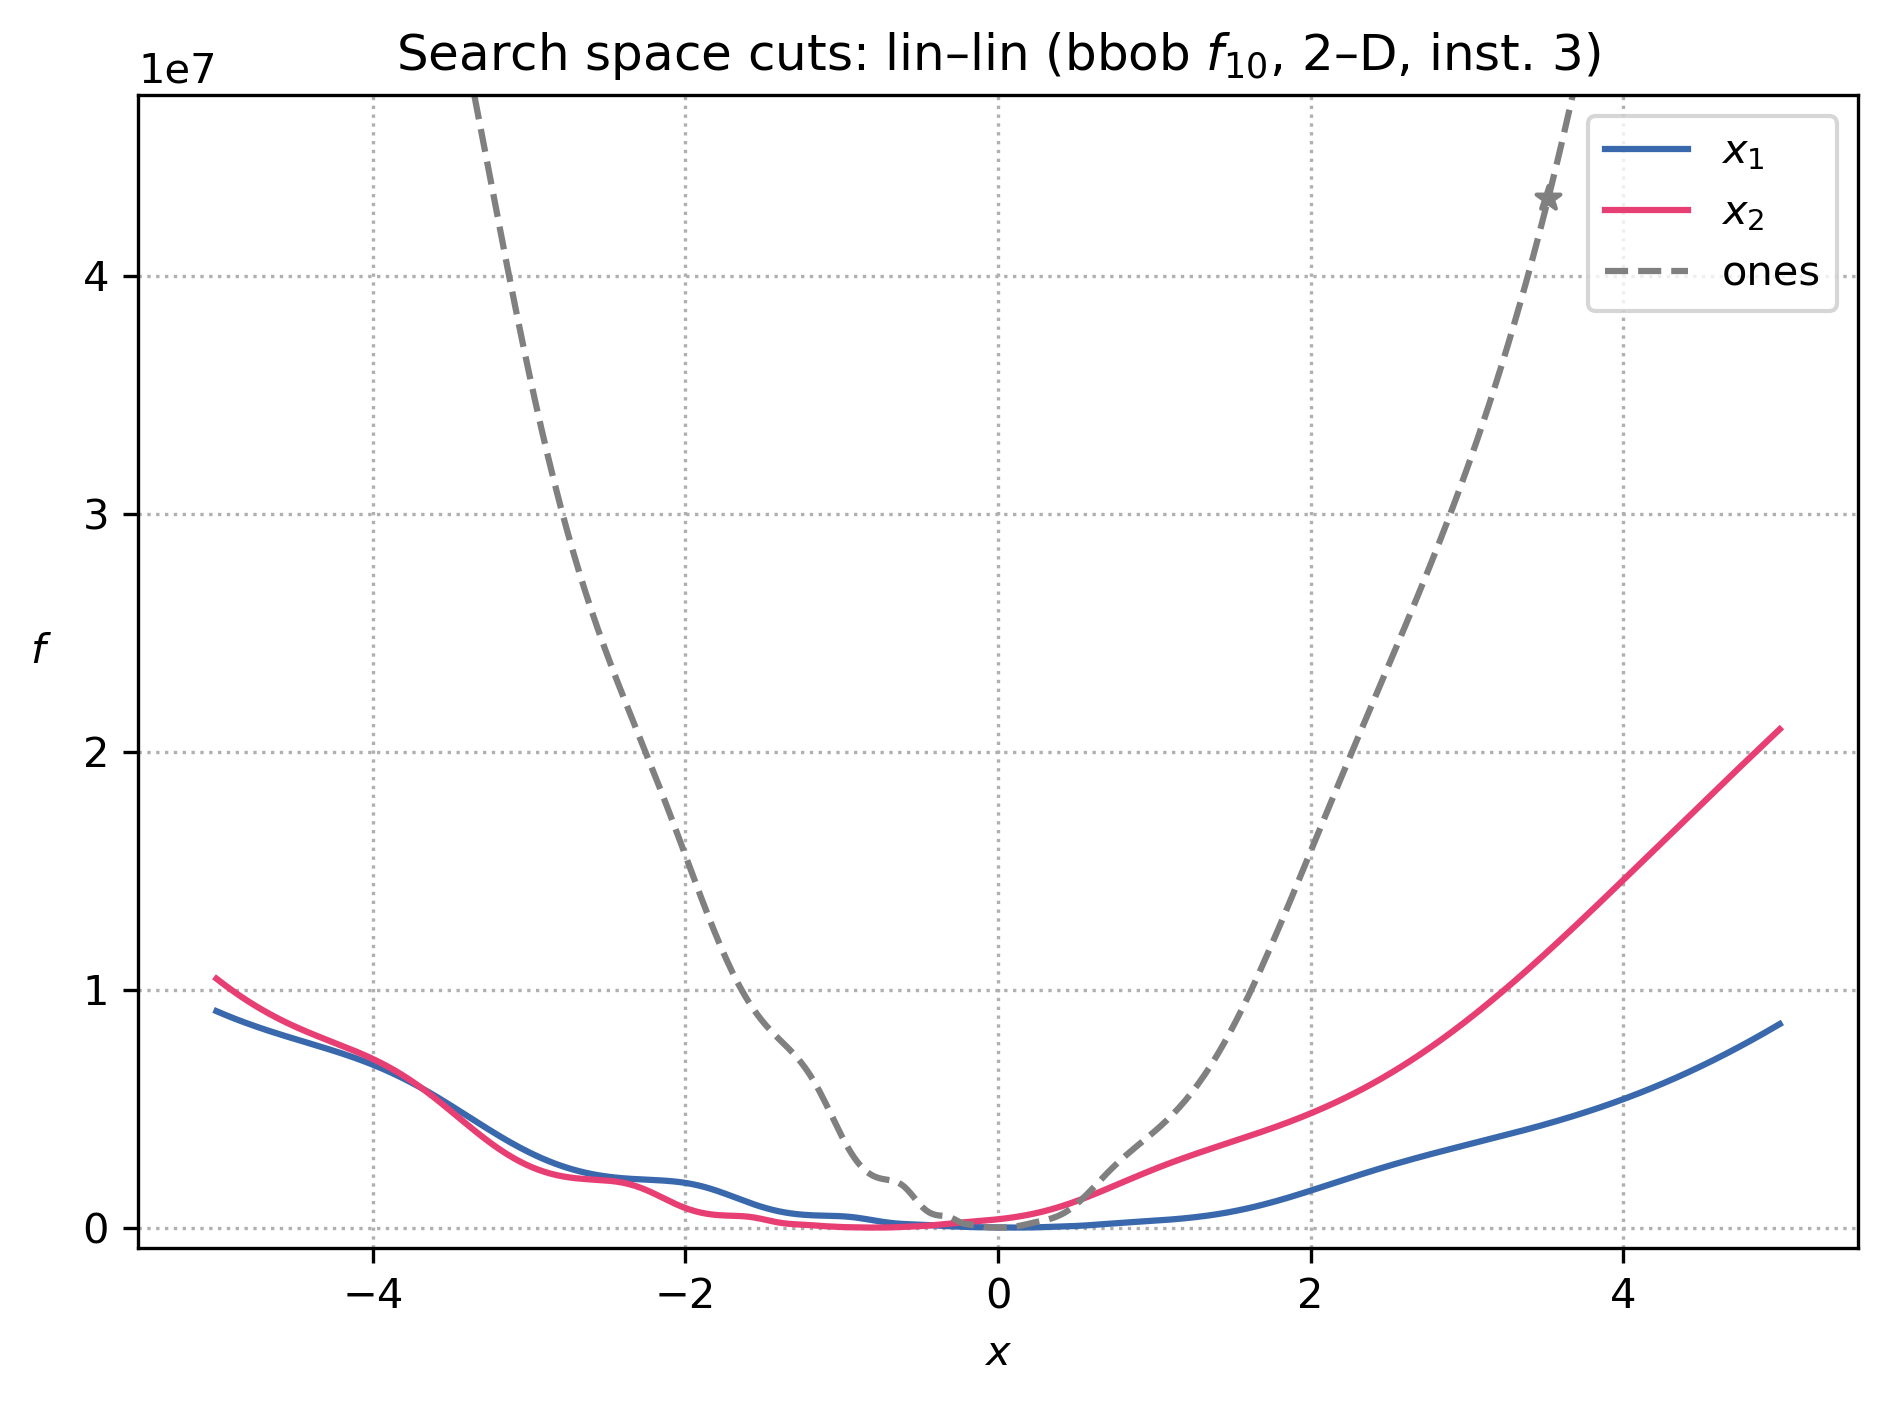 Search space cuts: lin–lin (bbob f₁₀, 2–D, inst. 3)
1e7
x₁
x₂
ones
4
3
f
2
1
0
−4 −2 0 2 4
x